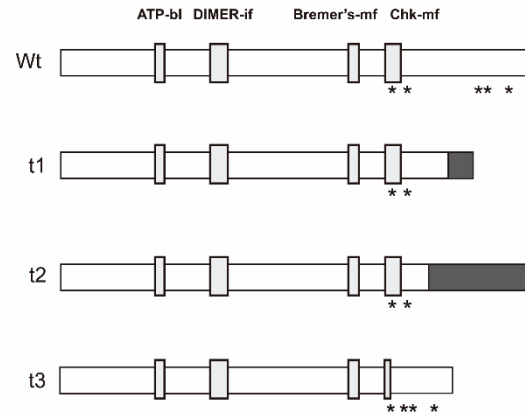 ATP-bl DIMER-if Bremer's-mf Chk-mf
Wt
* * ** *
t1
* *
t2
* *
t3
* ** *